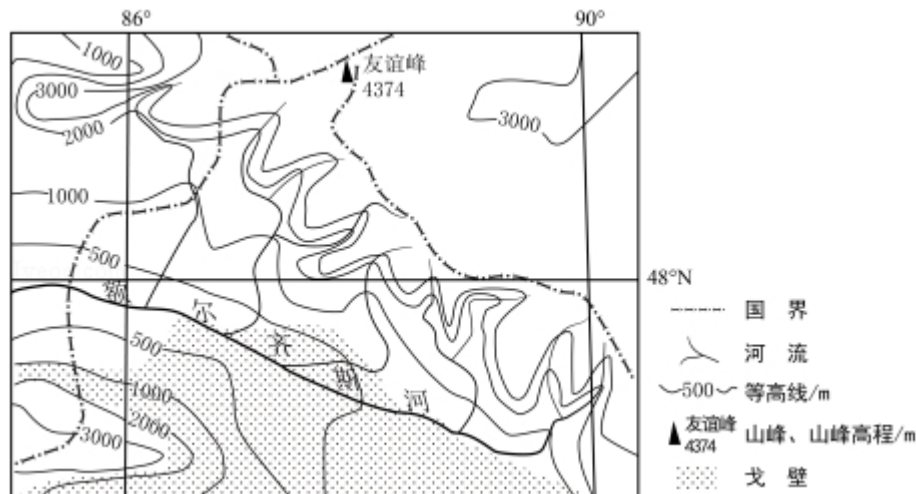 86°
90°
1000
友谊峰
4374
3000
3000
2000
1000
500
48°N
额
尔
齐
斯
河
500
1000
2000
3000
国 界
河 流
500 等高线/m
友谊峰
4374 山峰、山峰高程/m
戈 壁